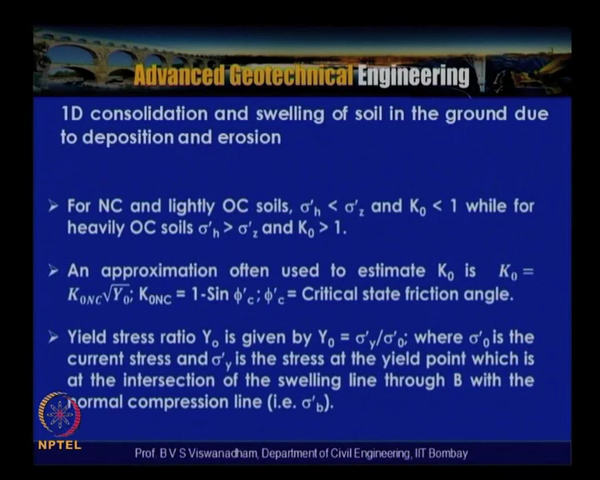 Advanced Geotechnical Engineering
1D consolidation and swelling of soil in the ground due
to deposition and erosion
➢ For NC and lightly OC soils, σ'h < σ'z and K0 < 1 while for
heavily OC soils σ'h > σ'z and K0 > 1.
➢ An approximation often used to estimate K0 is K0 =
K0NC√Y0; K0NC = 1-Sin ϕ'c ; ϕ'c = Critical state friction angle.
➢ Yield stress ratio Yo is given by Y0 = σ'y/σ'0; where σ'0 is the
current stress and σ'y is the stress at the yield point which is
at the intersection of the swelling line through B with the
normal compression line (i.e. σ'b).
NPTEL
Prof. B V S Viswanadham, Department of Civil Engineering, IIT Bombay